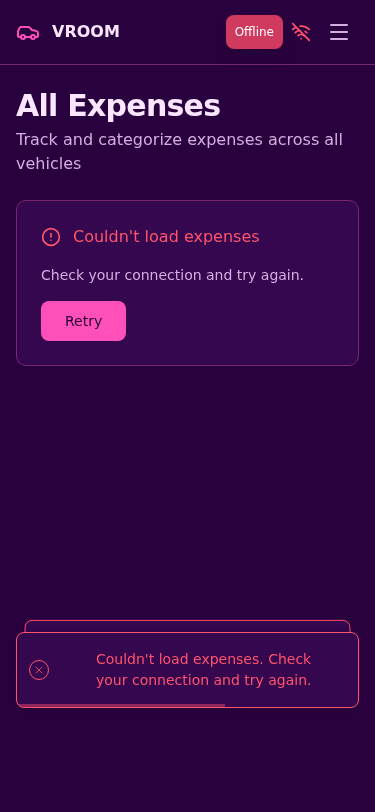 VROOM
Offline
All Expenses
Track and categorize expenses across all
vehicles
Couldn't load expenses
Check your connection and try again.
Retry
Couldn't load expenses. Check
your connection and try again.